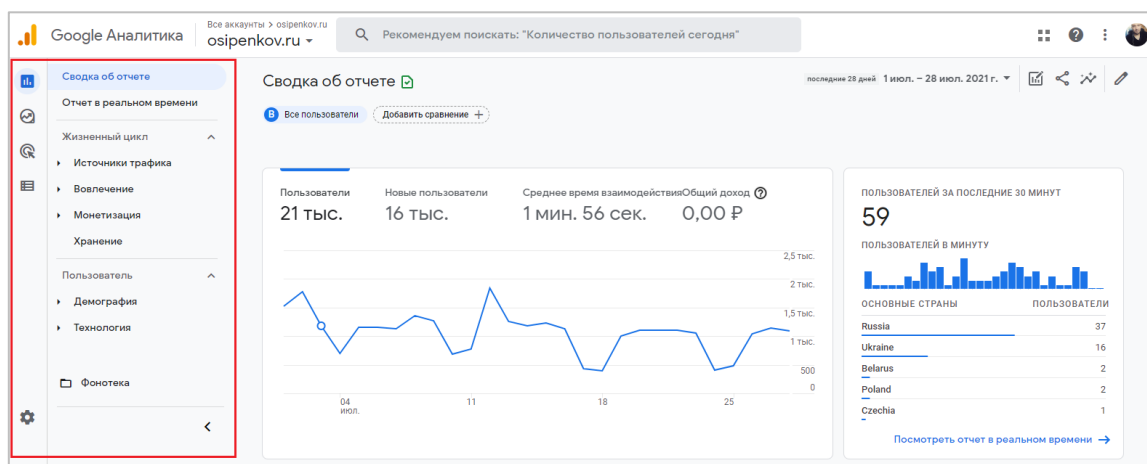 Google Аналитика
Все аккаунты > osipenkov.ru
osipenkov.ru
Рекомендуем поискать: "Количество пользователей сегодня"
Сводка об отчете
Отчет в реальном времени
Жизненный цикл
Источники трафика
Вовлечение
Монетизация
Хранение
Пользователь
Демография
Технология
Фонотека
Сводка об отчете
последние 28 дней 1 июл. – 28 июл. 2021 г.
B Все пользователи
Добавить сравнение +
Пользователи
21 тыс.
Новые пользователи
16 тыс.
Среднее время взаимодействия
1 мин. 56 сек.
Общий доход
0,00 ₽
2,5 тыс.
2 тыс.
1,5 тыс.
1 тыс.
500
0
04
июл.
11
18
25
ПОЛЬЗОВАТЕЛЕЙ ЗА ПОСЛЕДНИЕ 30 МИНУТ
59
ПОЛЬЗОВАТЕЛЕЙ В МИНУТУ
ОСНОВНЫЕ СТРАНЫ ПОЛЬЗОВАТЕЛИ
Russia 37
Ukraine 16
Belarus 2
Poland 2
Czechia 1
Посмотреть отчет в реальном времени →